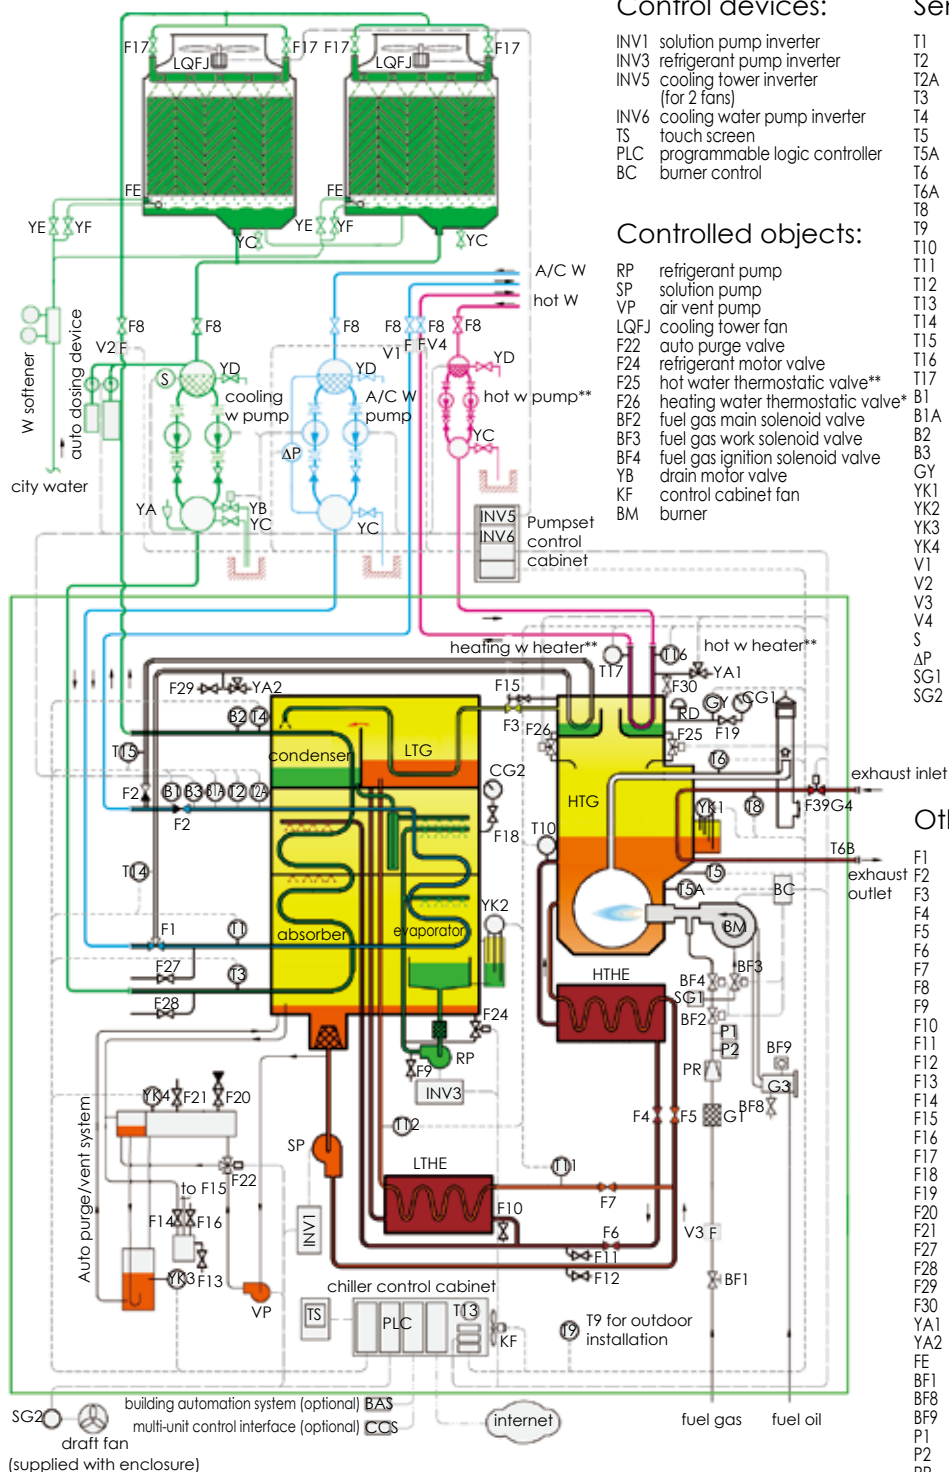 Control devices:
INV1 solution pump inverter
INV3 refrigerant pump inverter
INV5 cooling tower inverter
(for 2 fans)
INV6 cooling water pump inverter
TS touch screen
PLC programmable logic controller
BC burner control
Controlled objects:
RP refrigerant pump
SP solution pump
VP air vent pump
LQFJ cooling tower fan
F22 auto purge valve
F24 refrigerant motor valve
F25 hot water thermostatic valve**
F26 heating water thermostatic valve*
BF2 fuel gas main solenoid valve
BF3 fuel gas work solenoid valve
BF4 fuel gas ignition solenoid valve
YB drain motor valve
KF control cabinet fan
BM burner
Ser
T1
T2
T2A
T3
T4
T5
T5A
T6
T6A
T8
T9
T10
T11
T12
T13
T14
T15
T16
T17
B1
B1A
B2
B3
GY
YK1
YK2
YK3
YK4
V1
V2
V3
V4
S
ΔP
SG1
SG2
Oth
F1
F2
F3
F4
F5
F6
F7
F8
F9
F10
F11
F12
F13
F14
F15
F16
F17
F18
F19
F20
F21
F27
F28
F29
F30
YA1
YA2
FE
BF1
BF8
BF9
P1
P2
PR
F17
LQFJ
F17
F17
LQFJ
F17
FE
FE
YE
YF
YE
YF
YC
YC
A/C W
hot W
F8
F8
F8
F8
F8
F8
V2 F
V1
F
F
V4
W softener
auto dosing device
city water
S
YD
cooling
w pump
YD
A/C W
pump
YD
hot w pump**
YC
ΔP
YA
YB
YC
YC
INV5
INV6
Pumpset
control
cabinet
heating w heater**
hot w heater**
T17
T16
YA1
F30
F29
YA2
F15
F3
RD
GY
CG1
F19
F26
F25
B2
T4
condenser
LTG
T15
CG2
T6
exhaust inlet
HTG
F2
B1
B3
B1A
T2
T2A
F2
F18
YK1
T8
F39
G4
T10
T6B
exhaust
outlet
T14
T5
T5A
BC
YK2
F1
T1
absorber
evaporator
BM
F27
T3
HTHE
BF4
BF3
SG1
F28
F24
BF2
P1
P2
BF9
F9
RP
INV3
PR
G3
YK4
F21
F20
BF8
G1
F4
F5
T12
SP
LTHE
T11
F22
Auto purge/vent system
to F15
F7
F14
F16
F10
INV1
F6
V3 F
F11
F12
YK3
F13
VP
BF1
chiller control cabinet
TS
PLC
T13
KF
T9
T9 for outdoor
installation
SG2
draft fan
(supplied with enclosure)
building automation system (optional) BAS
multi-unit control interface (optional) CCS
internet
fuel gas
fuel oil